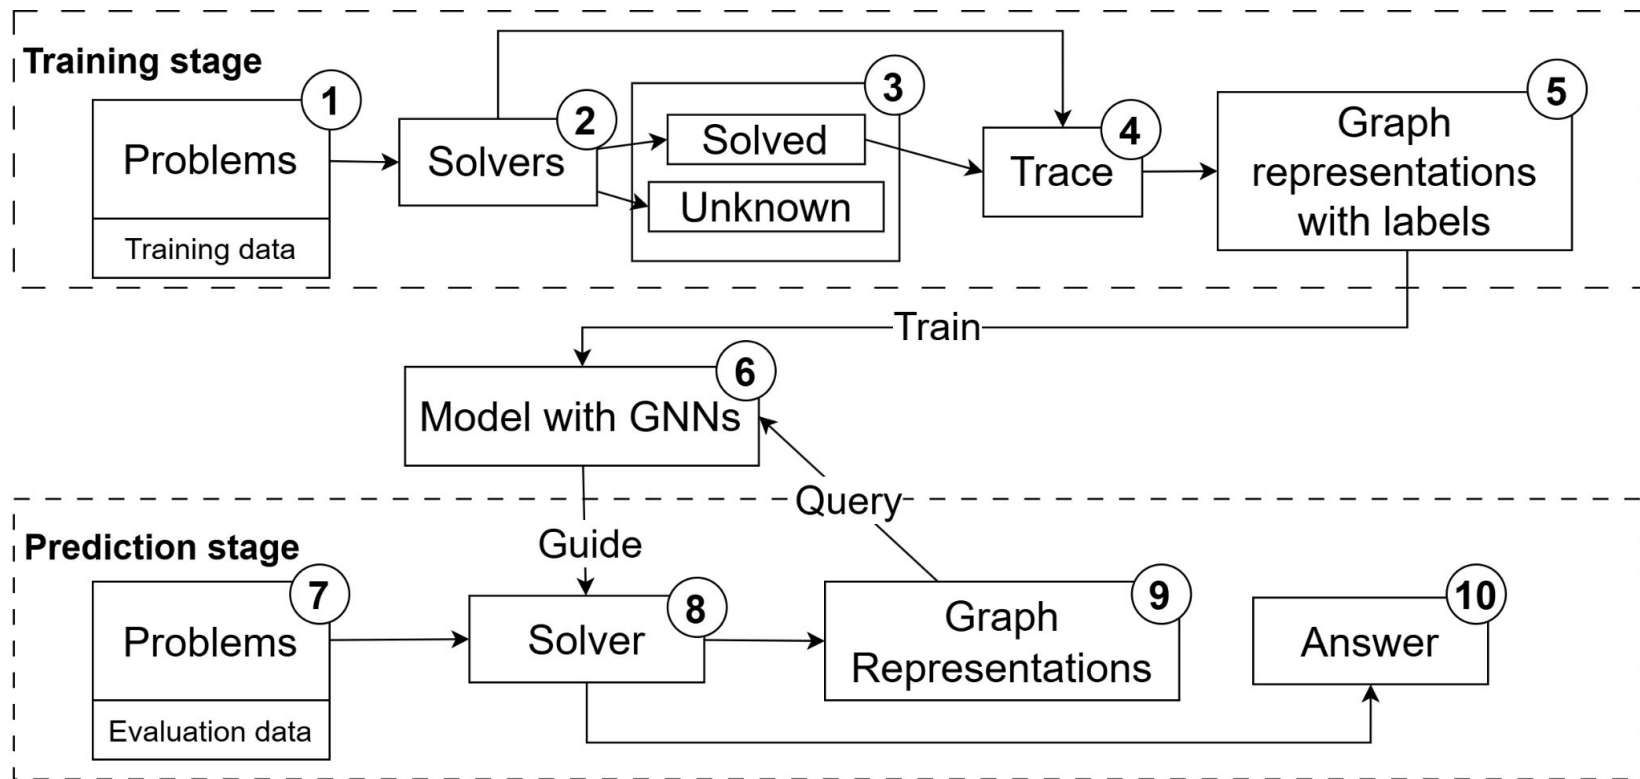 Training stage
1
Problems
Training data
2
Solvers
3
Solved
Unknown
4
Trace
5
Graph
representations
with labels
Train
6
Model with GNNs
Query
Guide
Prediction stage
7
Problems
Evaluation data
8
Solver
9
Graph
Representations
10
Answer